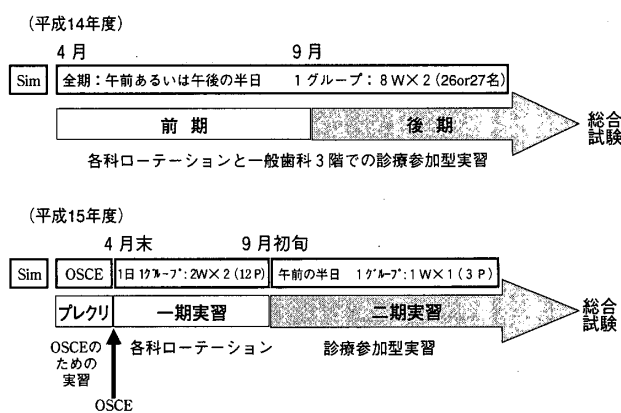 (平成14年度)
4月 9月
Sim 全期：午前あるいは午後の半日 1グループ：8W×2(26or27名)
前期 後期 総合試験
各科ローテーションと一般歯科3階での診療参加型実習
(平成15年度)
4月末 9月初旬
Sim OSCE 1日1グループ：2W×2(12P) 午前の半日 1グループ：1W×1(3P)
プレクリ 一期実習 二期実習 総合試験
OSCEの
ための
実習
各科ローテーション 診療参加型実習
OSCE